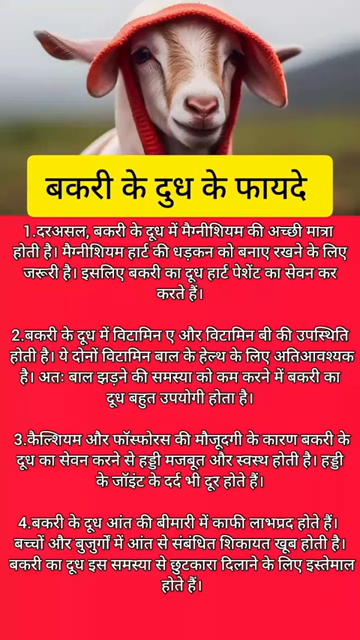 बकरी के दुध के फायदे
1.दरअसल, बकरी के दूध में मैग्नीशियम की अच्छी मात्रा
होती है। मैग्नीशियम हार्ट की धड़कन को बनाए रखने के लिए
जरूरी है। इसलिए बकरी का दूध हार्ट पेशेंट का सेवन कर
करते हैं।
2.बकरी के दूध में विटामिन ए और विटामिन बी की उपस्थिति
होती है। ये दोनों विटामिन बाल के हेल्थ के लिए अतिआवश्यक
है। अतः बाल झड़ने की समस्या को कम करने में बकरी का
दूध बहुत उपयोगी होता है।
3.कैल्शियम और फॉस्फोरस की मौजूदगी के कारण बकरी के
दूध का सेवन करने से हड्डी मजबूत और स्वस्थ होती है। हड्डी
के जॉइंट के दर्द भी दूर होते हैं।
4.बकरी के दूध आंत की बीमारी में काफी लाभप्रद होते हैं।
बच्चों और बुजुर्गों में आंत से संबंधित शिकायत खूब होती है।
बकरी का दूध इस समस्या से छुटकारा दिलाने के लिए इस्तेमाल
होते हैं।